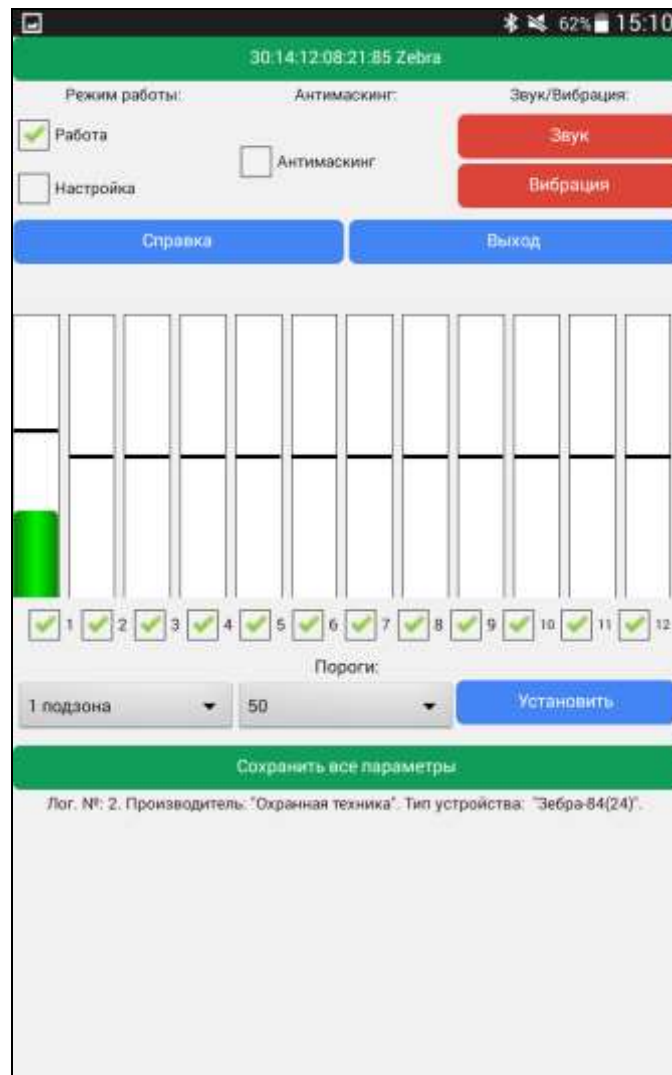 62% 15:10
30:14:12:08:21:85 Zebra
Режим работы: Антимаскинг: Звук/Вибрация:
Работа
Звук
Антимаскинг
Настройка
Вибрация
Справка Выход
1 2 3 4 5 6 7 8 9 10 11 12
Пороги:
1 подзона 50 Установить
Сохранить все параметры
Лог. №: 2. Производитель: "Охранная техника". Тип устройства: "Зебра-84(24)".